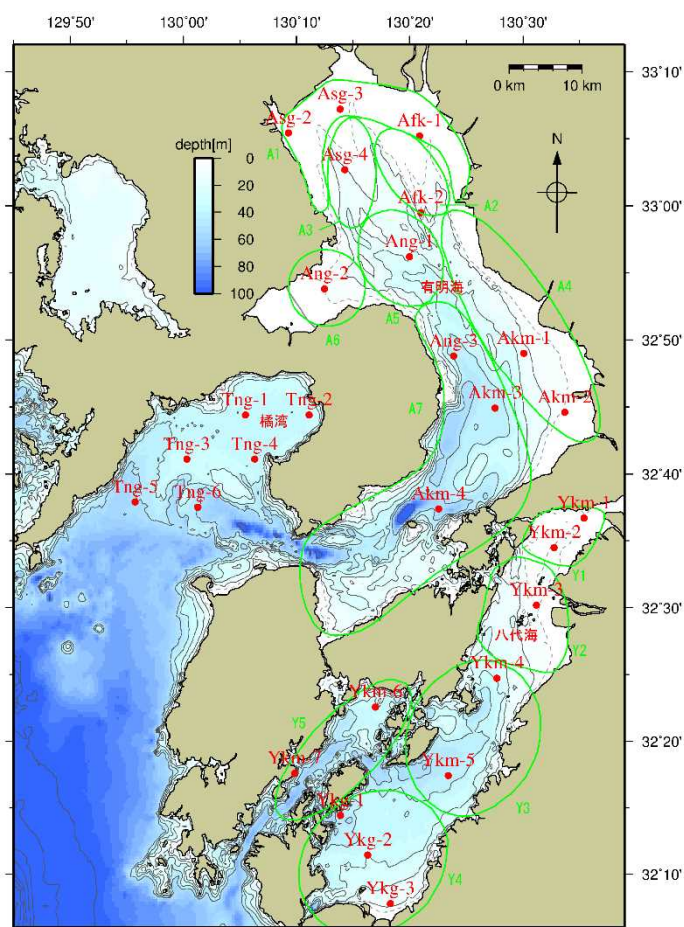 129˚50'
130˚00'
130˚10'
130˚20'
130˚30'
33˚10'
0 km
10 km
Asg-3
Asg-2
Afk-1
A1
depth[m]
0
20
40
60
80
100
Asg-4
N
Afk-2
A2
33˚00'
A3
Ang-1
A4
Ang-2
有明海
A5
A6
32˚50'
Ang-3
Akm-1
A7
Akm-3
Akm-2
Tng-1
Tng-2
橘湾
Tng-3
Tng-4
32˚40'
Tng-5
Tng-6
Akm-4
Ykm-1
Ykm-2
Y1
Ykm-3
32˚30'
八代海
Y2
Ykm-4
Ykm-6
Y5
32˚20'
Ykm-7
Ykm-5
Y3
Ykg-1
Ykg-2
Y4
32˚10'
Ykg-3